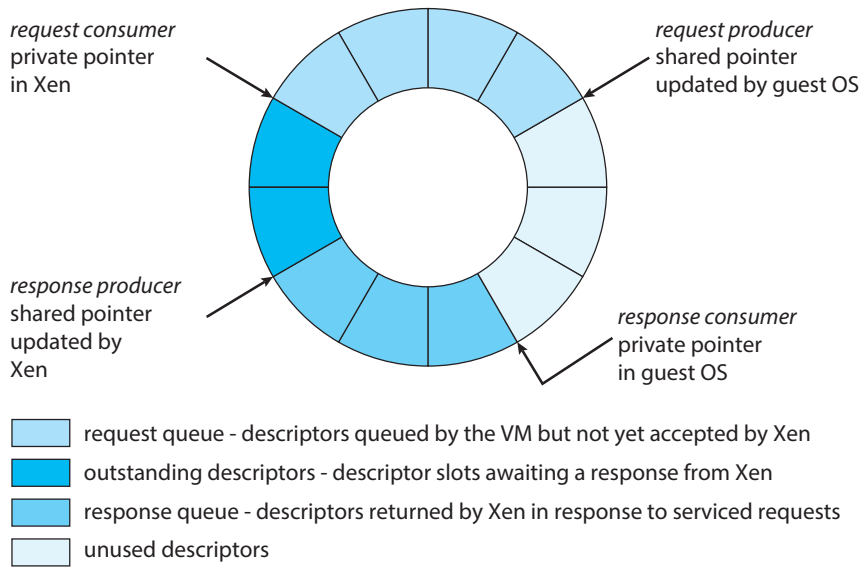 request consumer
private pointer
in Xen
request producer
shared pointer
updated by guest OS
response producer
shared pointer
updated by
Xen
response consumer
private pointer
in guest OS
request queue - descriptors queued by the VM but not yet accepted by Xen
outstanding descriptors - descriptor slots awaiting a response from Xen
response queue - descriptors returned by Xen in response to serviced requests
unused descriptors